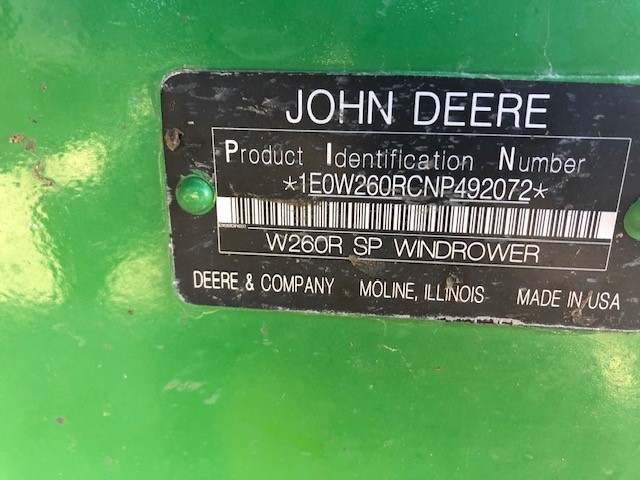 JOHN DEERE
Product Identification Number
*1E0W260RCNP492072*
W260R SP WINDROWER
DEERE & COMPANY MOLINE, ILLINOIS MADE IN USA